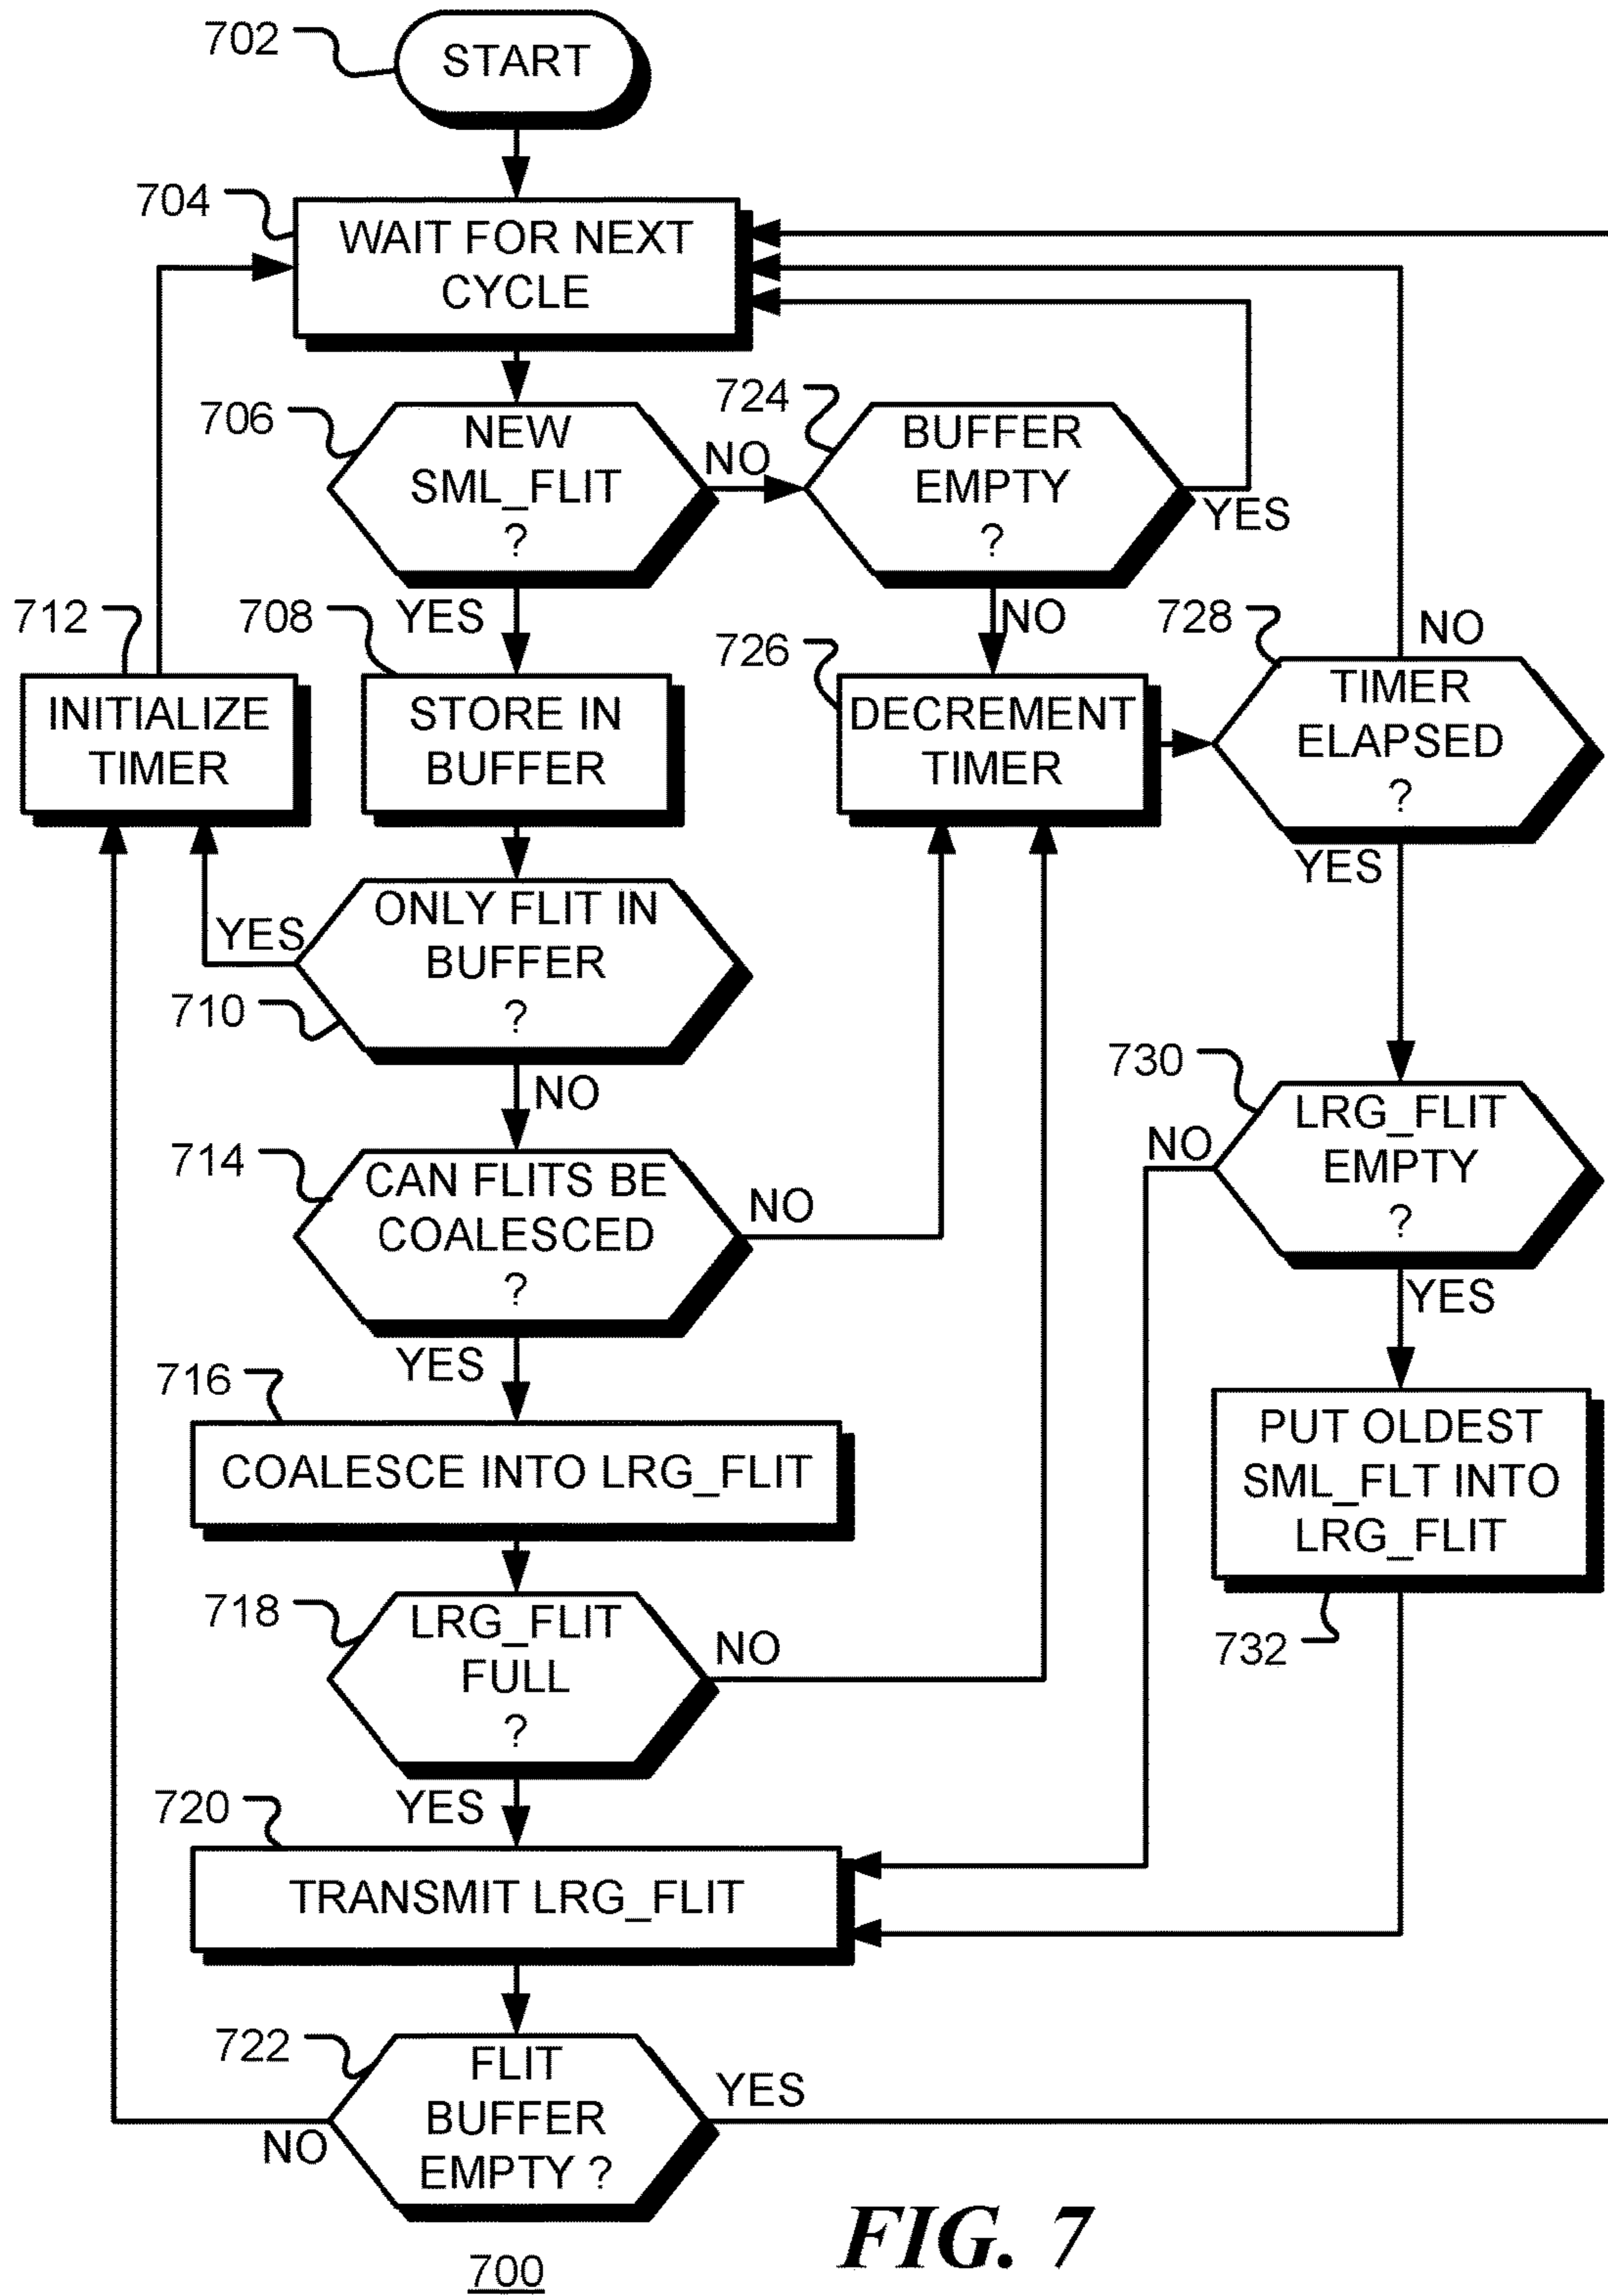 702
START
704
WAIT FOR NEXT
CYCLE
706
NEW
SML_FLIT
?
NO
724
BUFFER
EMPTY
?
YES
YES
NO
712
INITIALIZE
TIMER
708
STORE IN
BUFFER
726
DECREMENT
TIMER
728
NO
TIMER
ELAPSED
?
YES
YES
ONLY FLIT IN
BUFFER
?
710
NO
714
CAN FLITS BE
COALESCED
?
NO
YES
730
NO
LRG_FLIT
EMPTY
?
YES
716
COALESCE INTO LRG_FLIT
PUT OLDEST
SML_FLT INTO
LRG_FLIT
732
718
LRG_FLIT
FULL
?
NO
YES
720
TRANSMIT LRG_FLIT
722
FLIT
BUFFER
EMPTY ?
YES
NO
FIG. 7
700